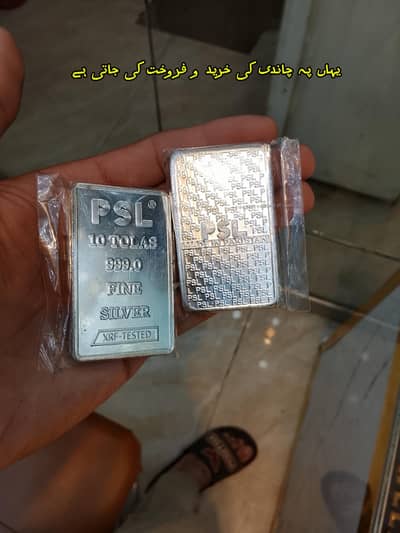 یہاں پہ چاندی کی خرید و فروخت کی جاتی ہے
PSL®
10 TOLAS
999.0
FINE
SILVER
XRF-TESTED
PSL